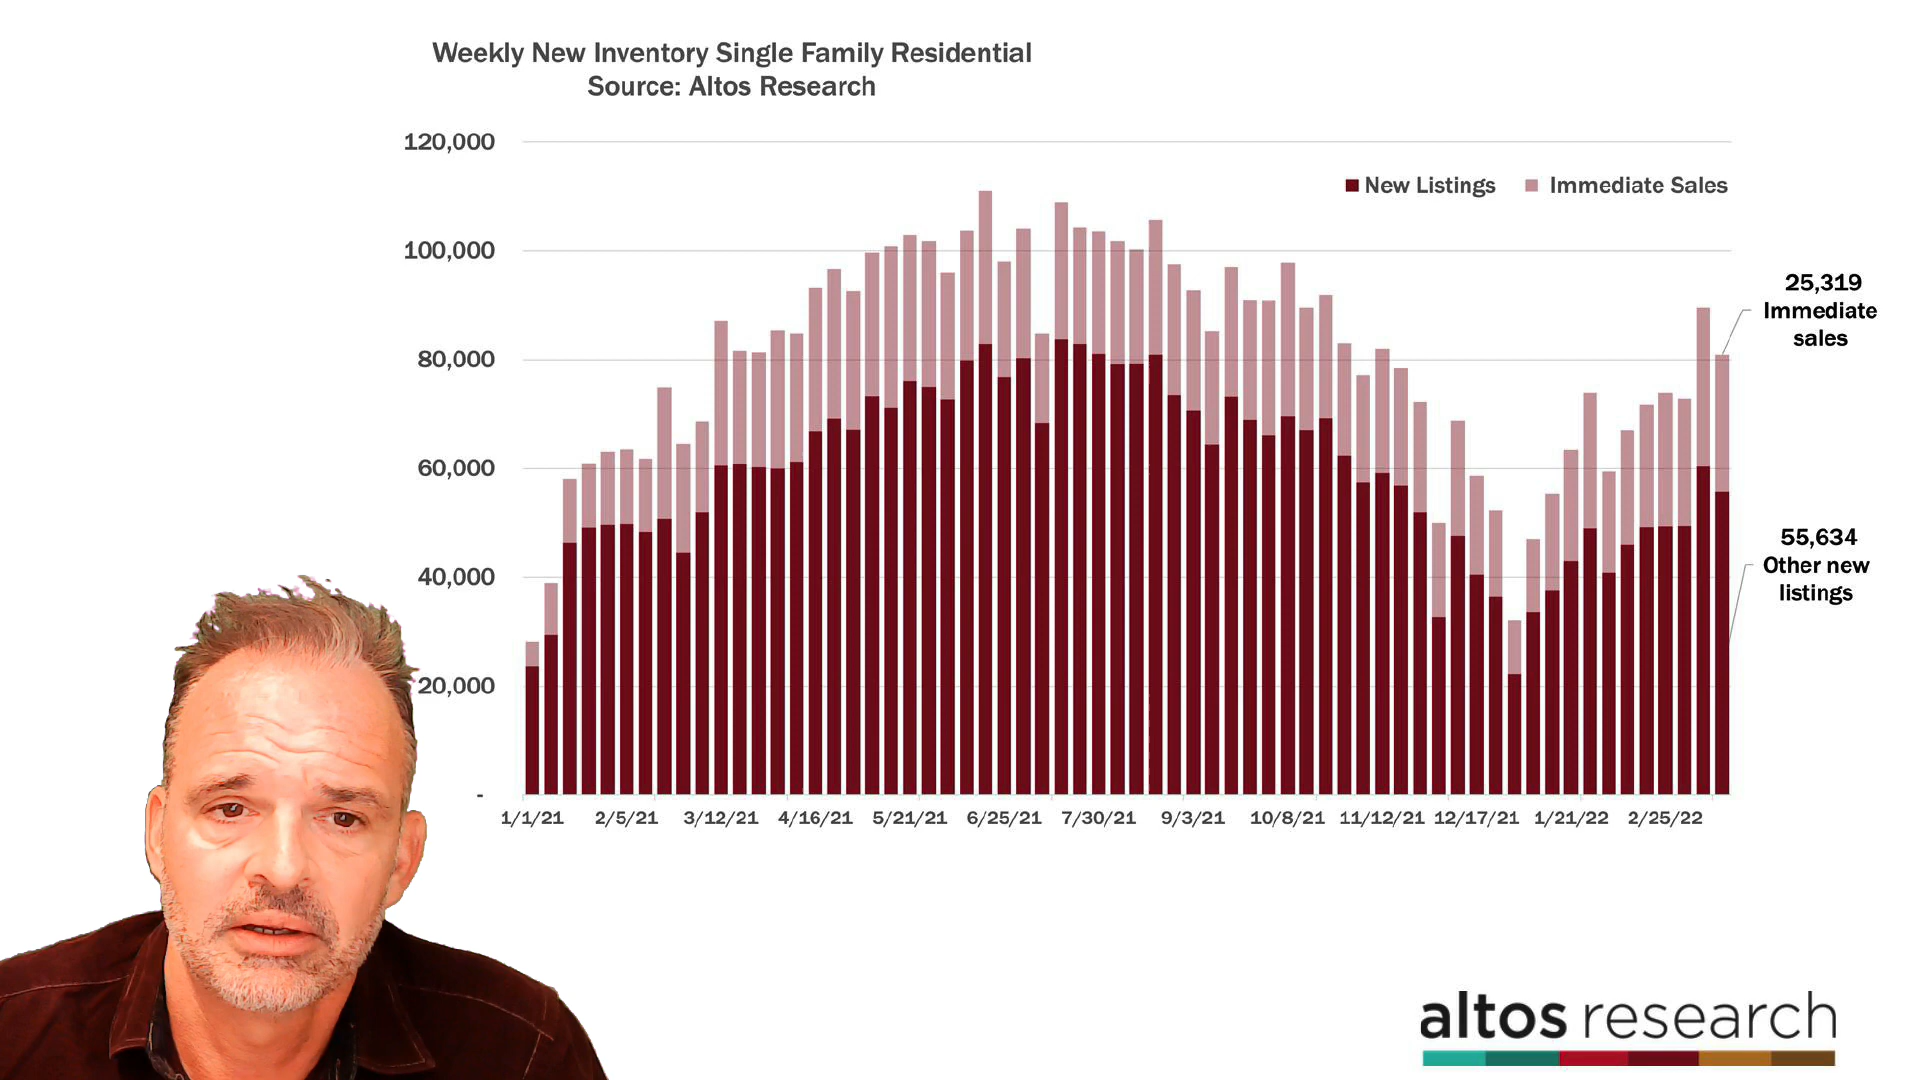 Weekly New Inventory Single Family Residential
Source: Altos Research
120,000
New Listings Immediate Sales
100,000
25,319
Immediate
sales
80,000
60,000
55,634
Other new
listings
40,000
20,000
-
1/1/21 2/5/21 3/12/21 4/16/21 5/21/21 6/25/21 7/30/21 9/3/21 10/8/21 11/12/21 12/17/21 1/21/22 2/25/22
altos research